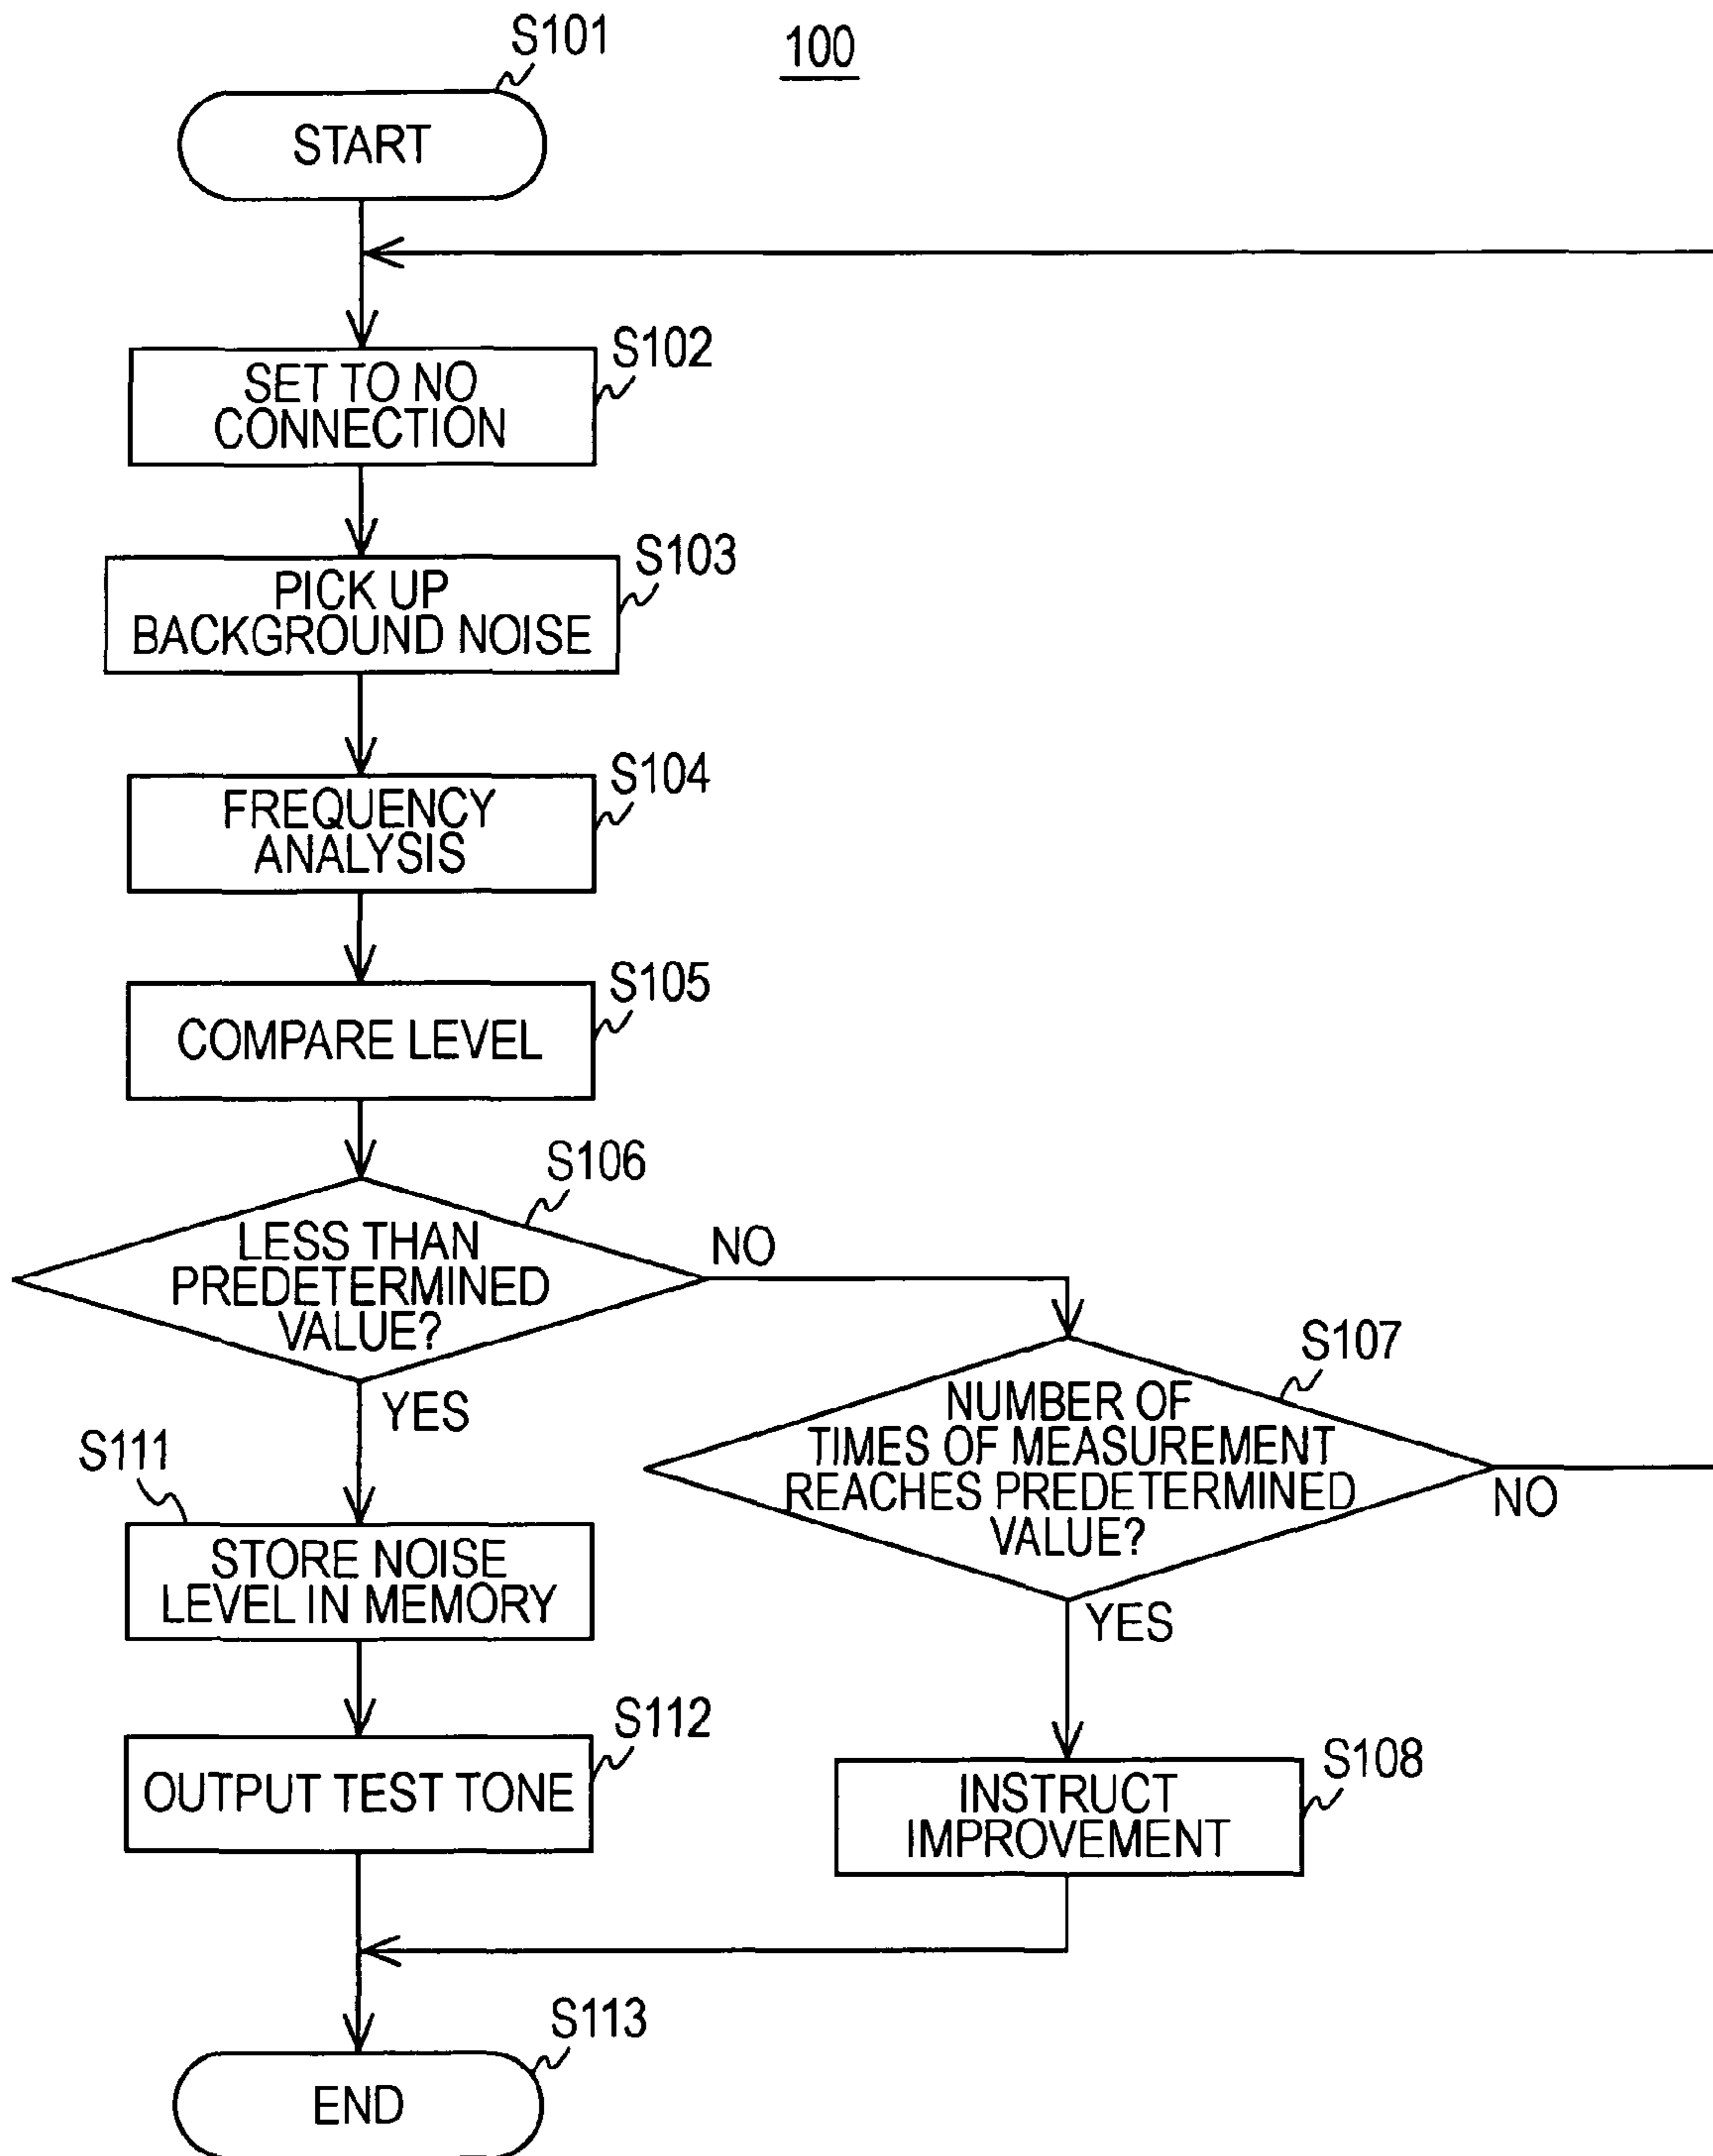 S101
100
START
S102
SET TO NO
CONNECTION
S103
PICK UP
BACKGROUND NOISE
S104
FREQUENCY
ANALYSIS
S105
COMPARE LEVEL
S106
LESS THAN
PREDETERMINED
VALUE?
NO
YES
S107
NUMBER OF
TIMES OF MEASUREMENT
REACHES PREDETERMINED
VALUE?
NO
YES
S111
STORE NOISE
LEVEL IN MEMORY
S112
OUTPUT TEST TONE
S108
INSTRUCT
IMPROVEMENT
S113
END